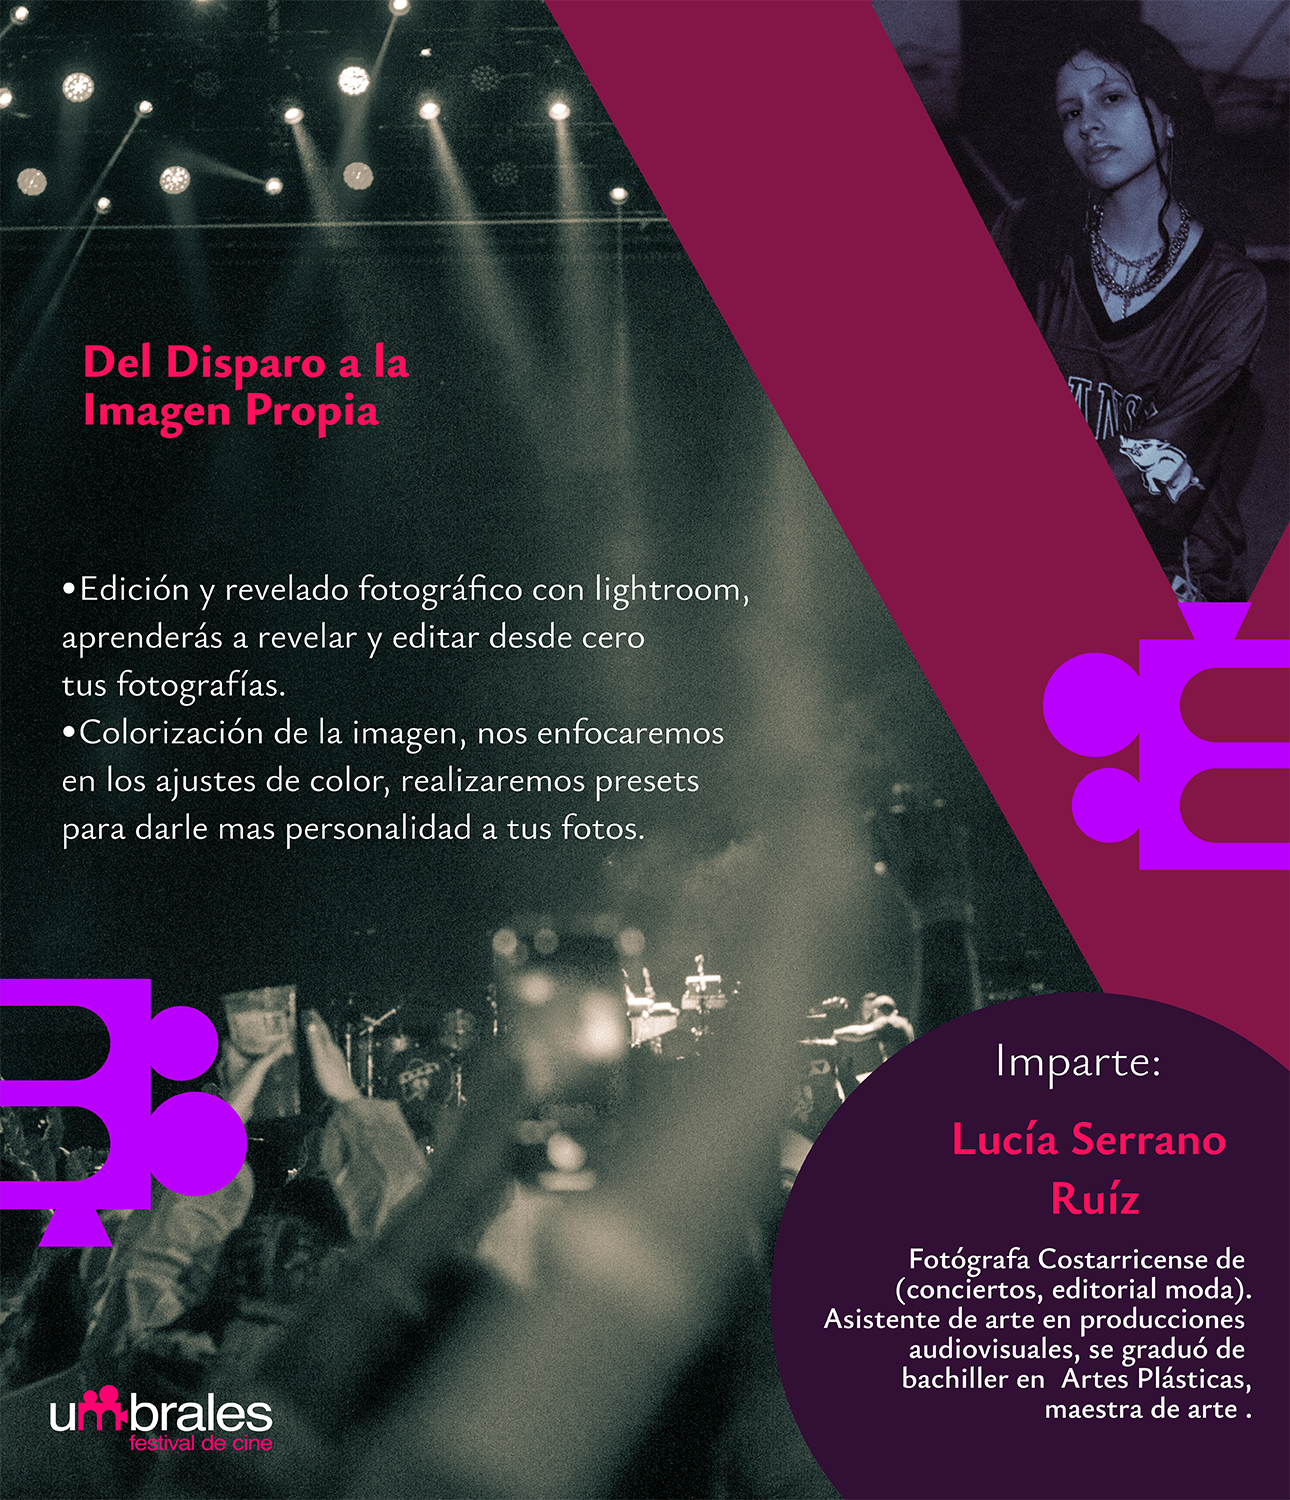 Del Disparo a la
Imagen Propia
•Edición y revelado fotográfico con lightroom,
aprenderás a revelar y editar desde cero
tus fotografías.
•Colorización de la imagen, nos enfocaremos
en los ajustes de color, realizaremos presets
para darle mas personalidad a tus fotos.
Imparte:
Lucía Serrano
Ruíz
Fotógrafa Costarricense de
(conciertos, editorial moda).
Asistente de arte en producciones
audiovisuales, se graduó de
bachiller en  Artes Plásticas,
maestra de arte .
umbrales
festival de cine